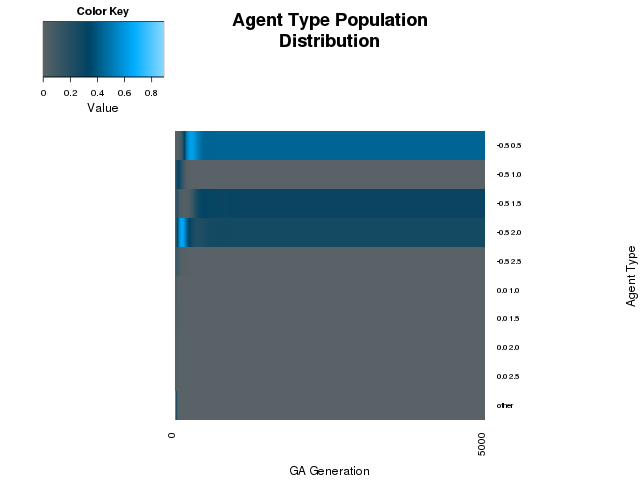 Color Key
0 0.2 0.4 0.6 0.8
Value
Agent Type Population
Distribution
-0.5 0.5
-0.5 1.0
-0.5 1.5
-0.5 2.0
-0.5 2.5
0.0 1.0
0.0 1.5
0.0 2.0
0.0 2.5
other
Agent Type
0 5000
GA Generation